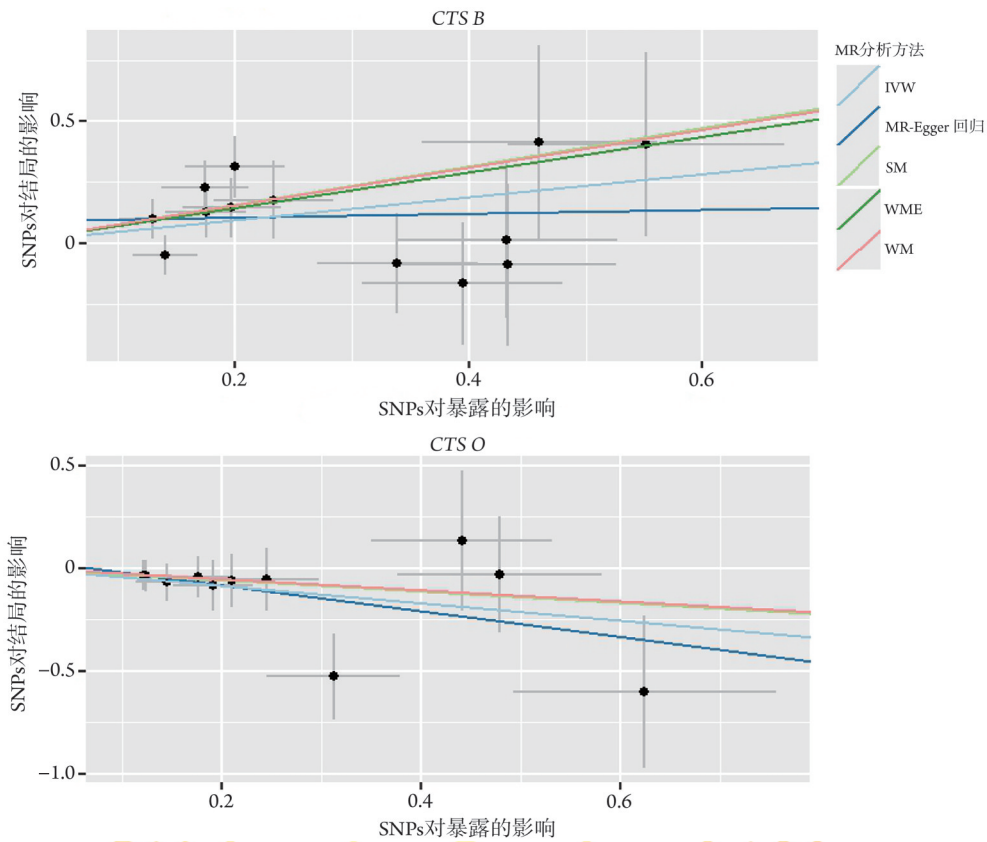 CTS B
MR分析方法
IVW
MR-Egger 回归
SM
WME
WM
SNPs对结局的影响
0.5
0
0.2 0.4 0.6
SNPs对暴露的影响
CTS O
SNPs对结局的影响
0.5
0
−0.5
−1.0
0.2 0.4 0.6
SNPs对暴露的影响